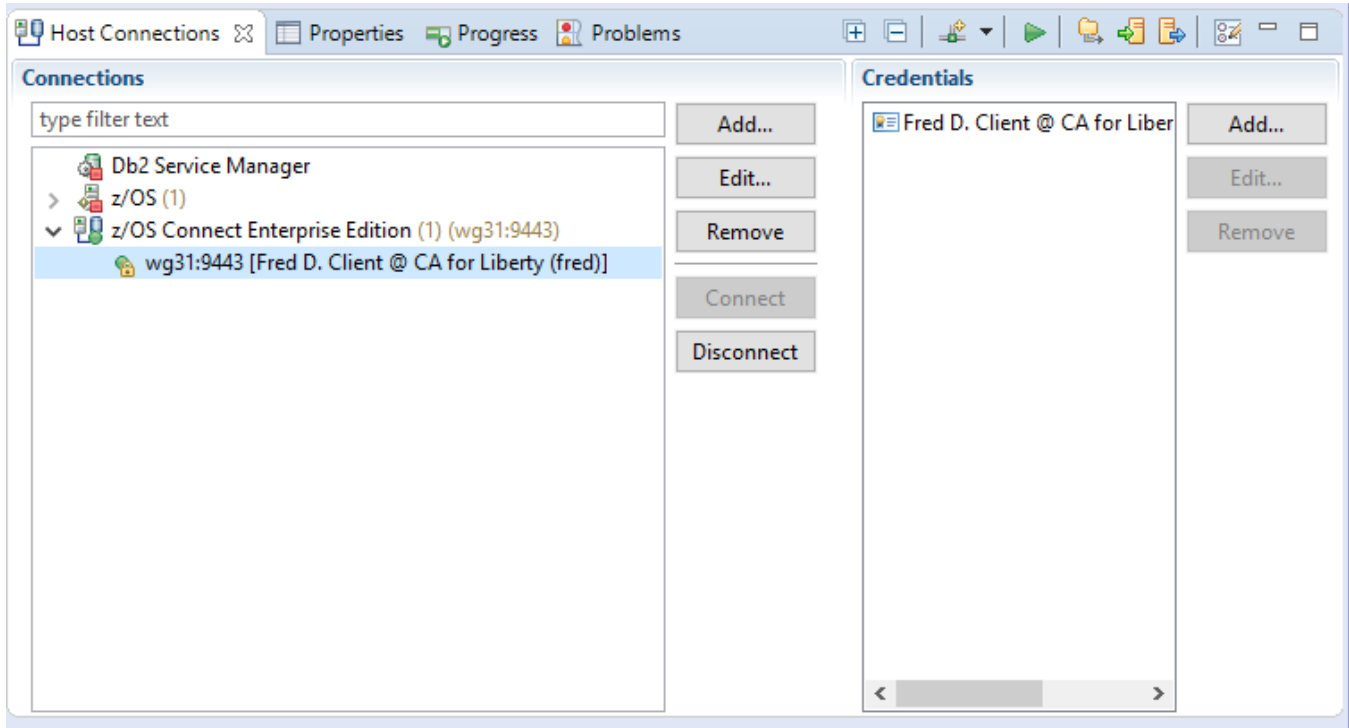 Host Connections Properties Progress Problems
Connections
type filter text
Add...
Db2 Service Manager
Edit...
z/OS (1)
z/OS Connect Enterprise Edition (1) (wg31:9443)
Remove
wg31:9443 [Fred D. Client @ CA for Liberty (fred)]
Connect
Disconnect
Credentials
Fred D. Client @ CA for Liber
Add...
Edit...
Remove